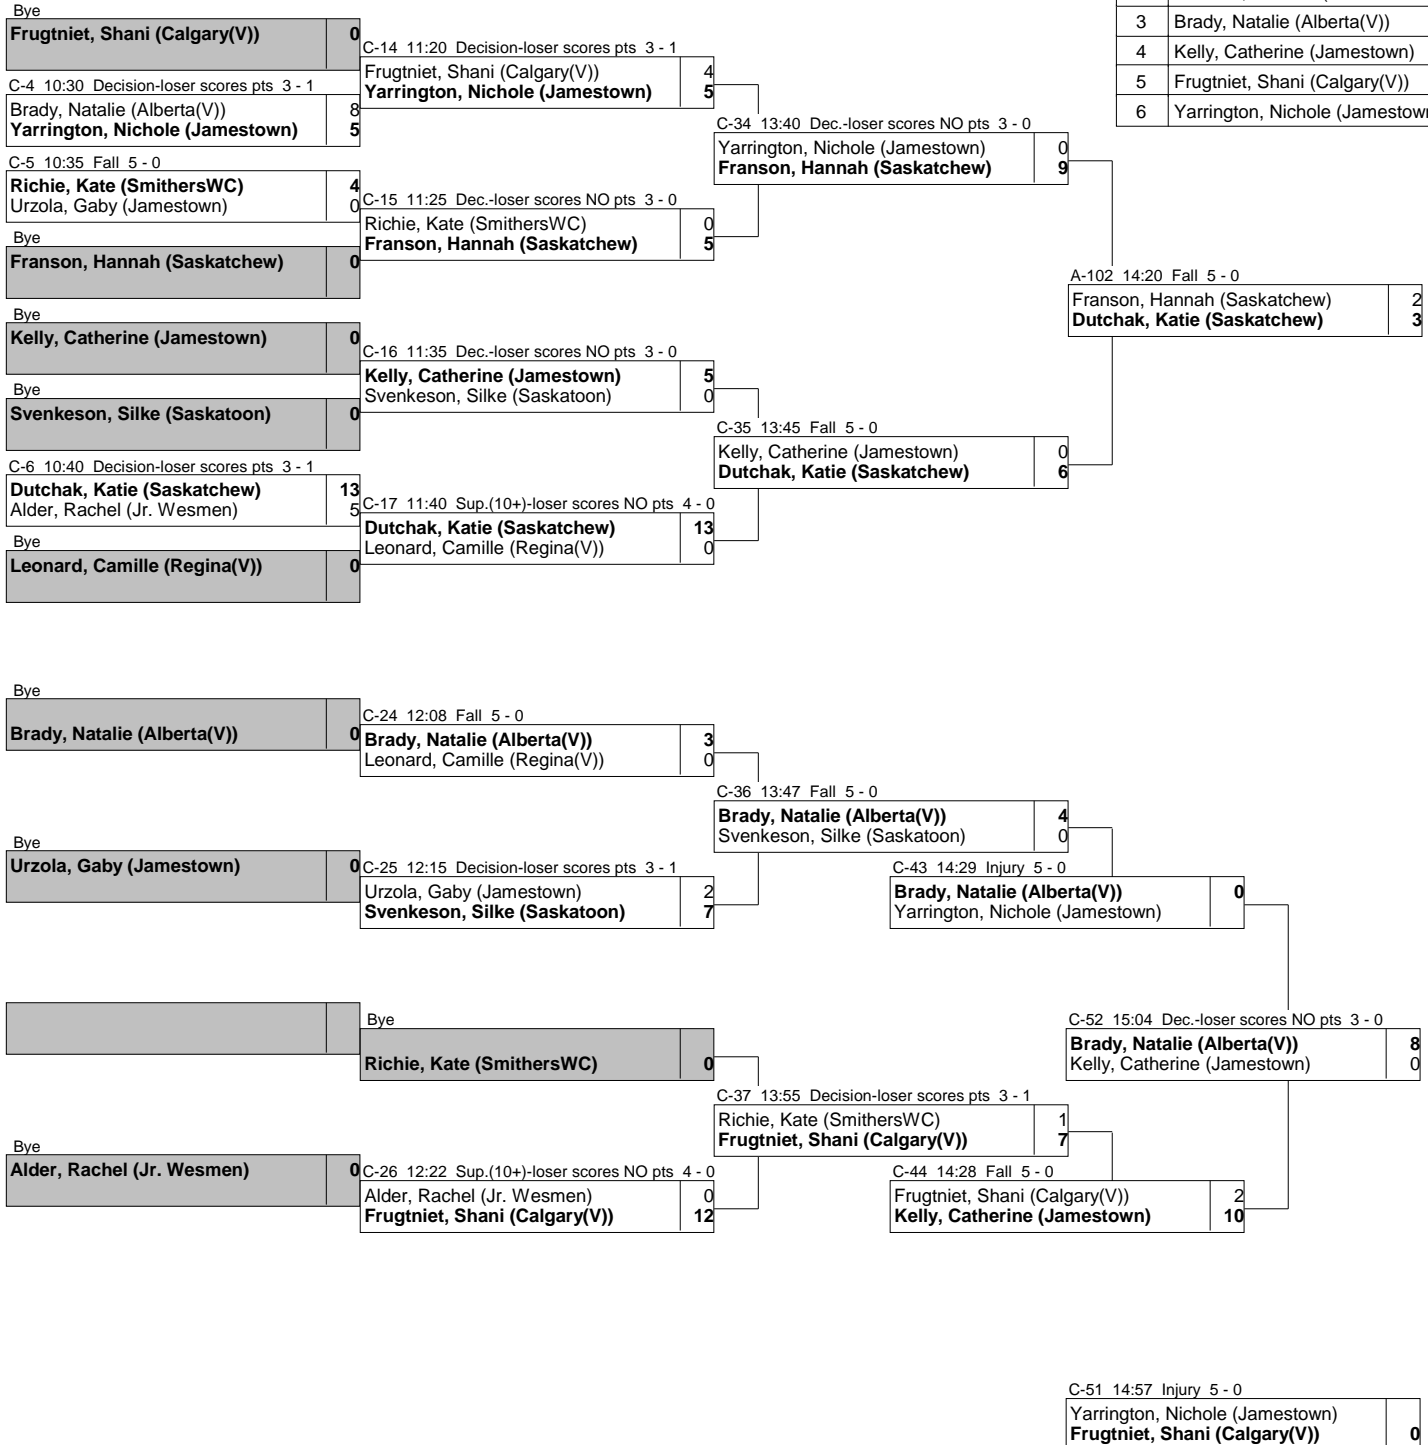 Bye
Frugtniet, Shani (Calgary(V)) 0
C-4 10:30 Decision-loser scores pts 3 - 1
Brady, Natalie (Alberta(V)) 8
Yarrington, Nichole (Jamestown) 5
C-5 10:35 Fall 5 - 0
Richie, Kate (SmithersWC) 4
Urzola, Gaby (Jamestown) 0
Bye
Franson, Hannah (Saskatchew) 0
Bye
Kelly, Catherine (Jamestown) 0
Bye
Svenkeson, Silke (Saskatoon) 0
C-6 10:40 Decision-loser scores pts 3 - 1
Dutchak, Katie (Saskatchew) 13
Alder, Rachel (Jr. Wesmen) 5
Bye
Leonard, Camille (Regina(V)) 0
C-14 11:20 Decision-loser scores pts 3 - 1
Frugtniet, Shani (Calgary(V)) 4
Yarrington, Nichole (Jamestown) 5
C-15 11:25 Dec.-loser scores NO pts 3 - 0
Richie, Kate (SmithersWC) 0
Franson, Hannah (Saskatchew) 5
C-16 11:35 Dec.-loser scores NO pts 3 - 0
Kelly, Catherine (Jamestown) 5
Svenkeson, Silke (Saskatoon) 0
C-17 11:40 Sup.(10+)-loser scores NO pts 4 - 0
Dutchak, Katie (Saskatchew) 13
Leonard, Camille (Regina(V)) 0
C-34 13:40 Dec.-loser scores NO pts 3 - 0
Yarrington, Nichole (Jamestown) 0
Franson, Hannah (Saskatchew) 9
C-35 13:45 Fall 5 - 0
Kelly, Catherine (Jamestown) 0
Dutchak, Katie (Saskatchew) 6
3 Brady, Natalie (Alberta(V))
4 Kelly, Catherine (Jamestown)
5 Frugtniet, Shani (Calgary(V))
6 Yarrington, Nichole (Jamestow
A-102 14:20 Fall 5 - 0
Franson, Hannah (Saskatchew) 2
Dutchak, Katie (Saskatchew) 3
Bye
Brady, Natalie (Alberta(V)) 0
Bye
Urzola, Gaby (Jamestown) 0
Bye
Alder, Rachel (Jr. Wesmen) 0
C-24 12:08 Fall 5 - 0
Brady, Natalie (Alberta(V)) 3
Leonard, Camille (Regina(V)) 0
C-25 12:15 Decision-loser scores pts 3 - 1
Urzola, Gaby (Jamestown) 2
Svenkeson, Silke (Saskatoon) 7
Bye
Richie, Kate (SmithersWC) 0
C-26 12:22 Sup.(10+)-loser scores NO pts 4 - 0
Alder, Rachel (Jr. Wesmen) 0
Frugtniet, Shani (Calgary(V)) 12
C-36 13:47 Fall 5 - 0
Brady, Natalie (Alberta(V)) 4
Svenkeson, Silke (Saskatoon) 0
C-37 13:55 Decision-loser scores pts 3 - 1
Richie, Kate (SmithersWC) 1
Frugtniet, Shani (Calgary(V)) 7
C-43 14:29 Injury 5 - 0
Brady, Natalie (Alberta(V)) 0
Yarrington, Nichole (Jamestown)
C-44 14:28 Fall 5 - 0
Frugtniet, Shani (Calgary(V)) 2
Kelly, Catherine (Jamestown) 10
C-52 15:04 Dec.-loser scores NO pts 3 - 0
Brady, Natalie (Alberta(V)) 8
Kelly, Catherine (Jamestown) 0
C-51 14:57 Injury 5 - 0
Yarrington, Nichole (Jamestown)
Frugtniet, Shani (Calgary(V)) 0